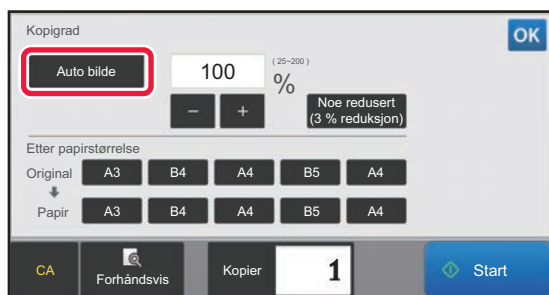 Kopigrad
OK
Auto bilde
100
(25~200)
%
Noe redusert
(3 % reduksjon)
−
+
Etter papirstørrelse
Original A3 B4 A4 B5 A4
Papir A3 B4 A4 B5 A4
CA
Forhåndsvis
Kopier
1
Start